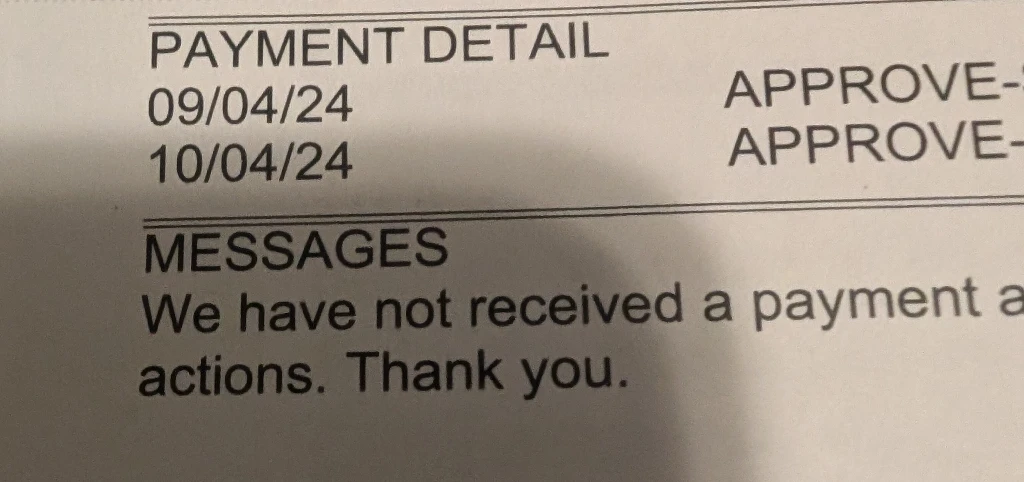 PAYMENT DETAIL
09/04/24 APPROVE-
10/04/24 APPROVE-
MESSAGES
We have not received a payment a
actions. Thank you.